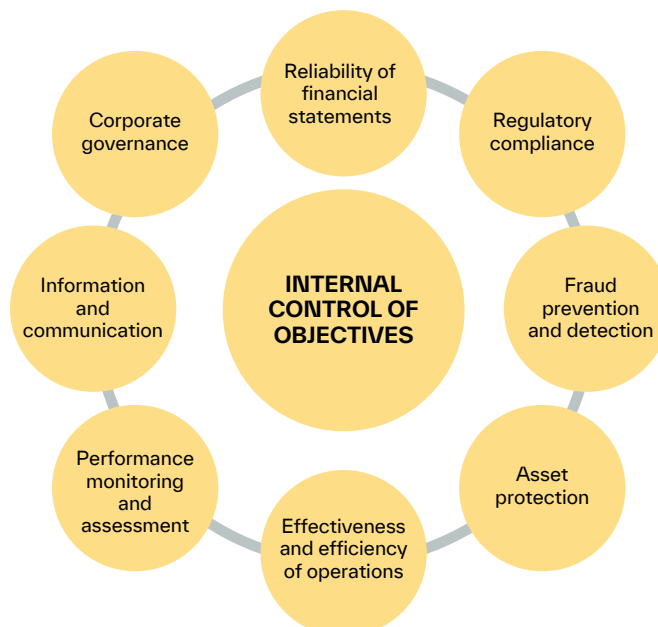 Reliability of
financial
statements
Regulatory
compliance
Fraud
prevention
and detection
Asset
protection
Effectiveness
and efficiency
of operations
Performance
monitoring
and
assessment
Information
and
communication
Corporate
governance
INTERNAL
CONTROL OF
OBJECTIVES